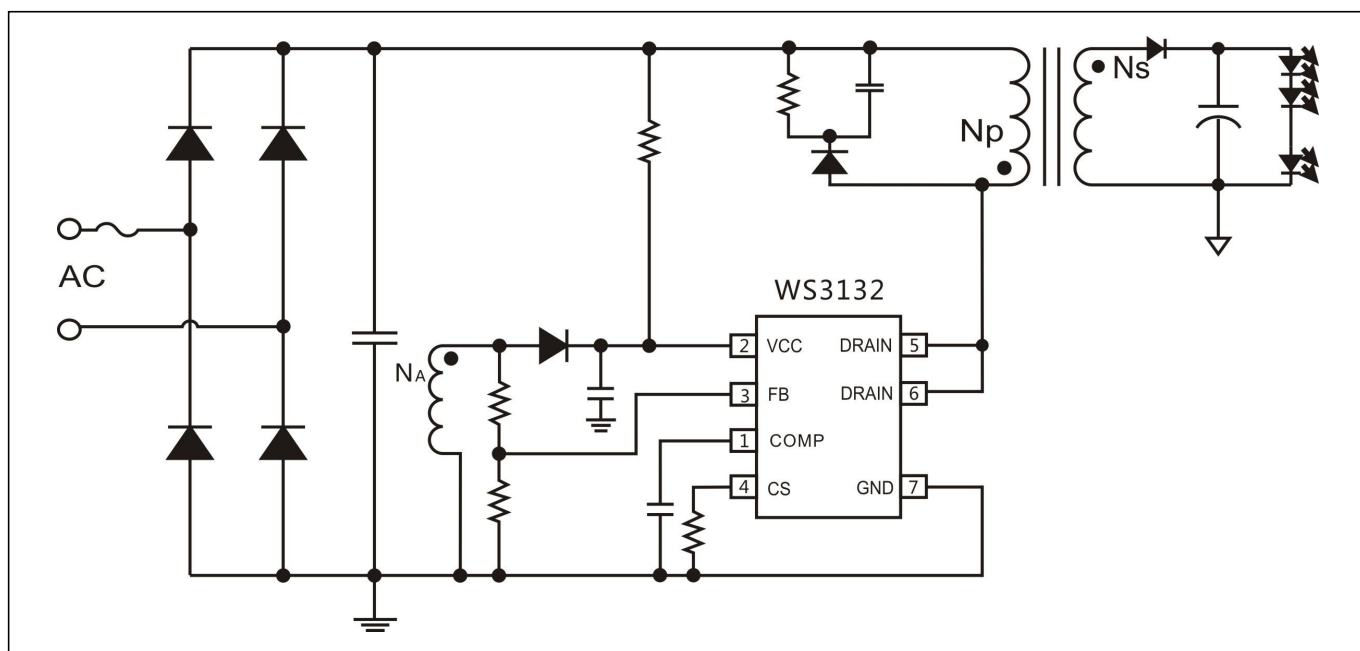 Ns
Np
AC
WS3132
NA
2 VCC DRAIN 5
3 FB DRAIN 6
1 COMP
4 CS GND 7